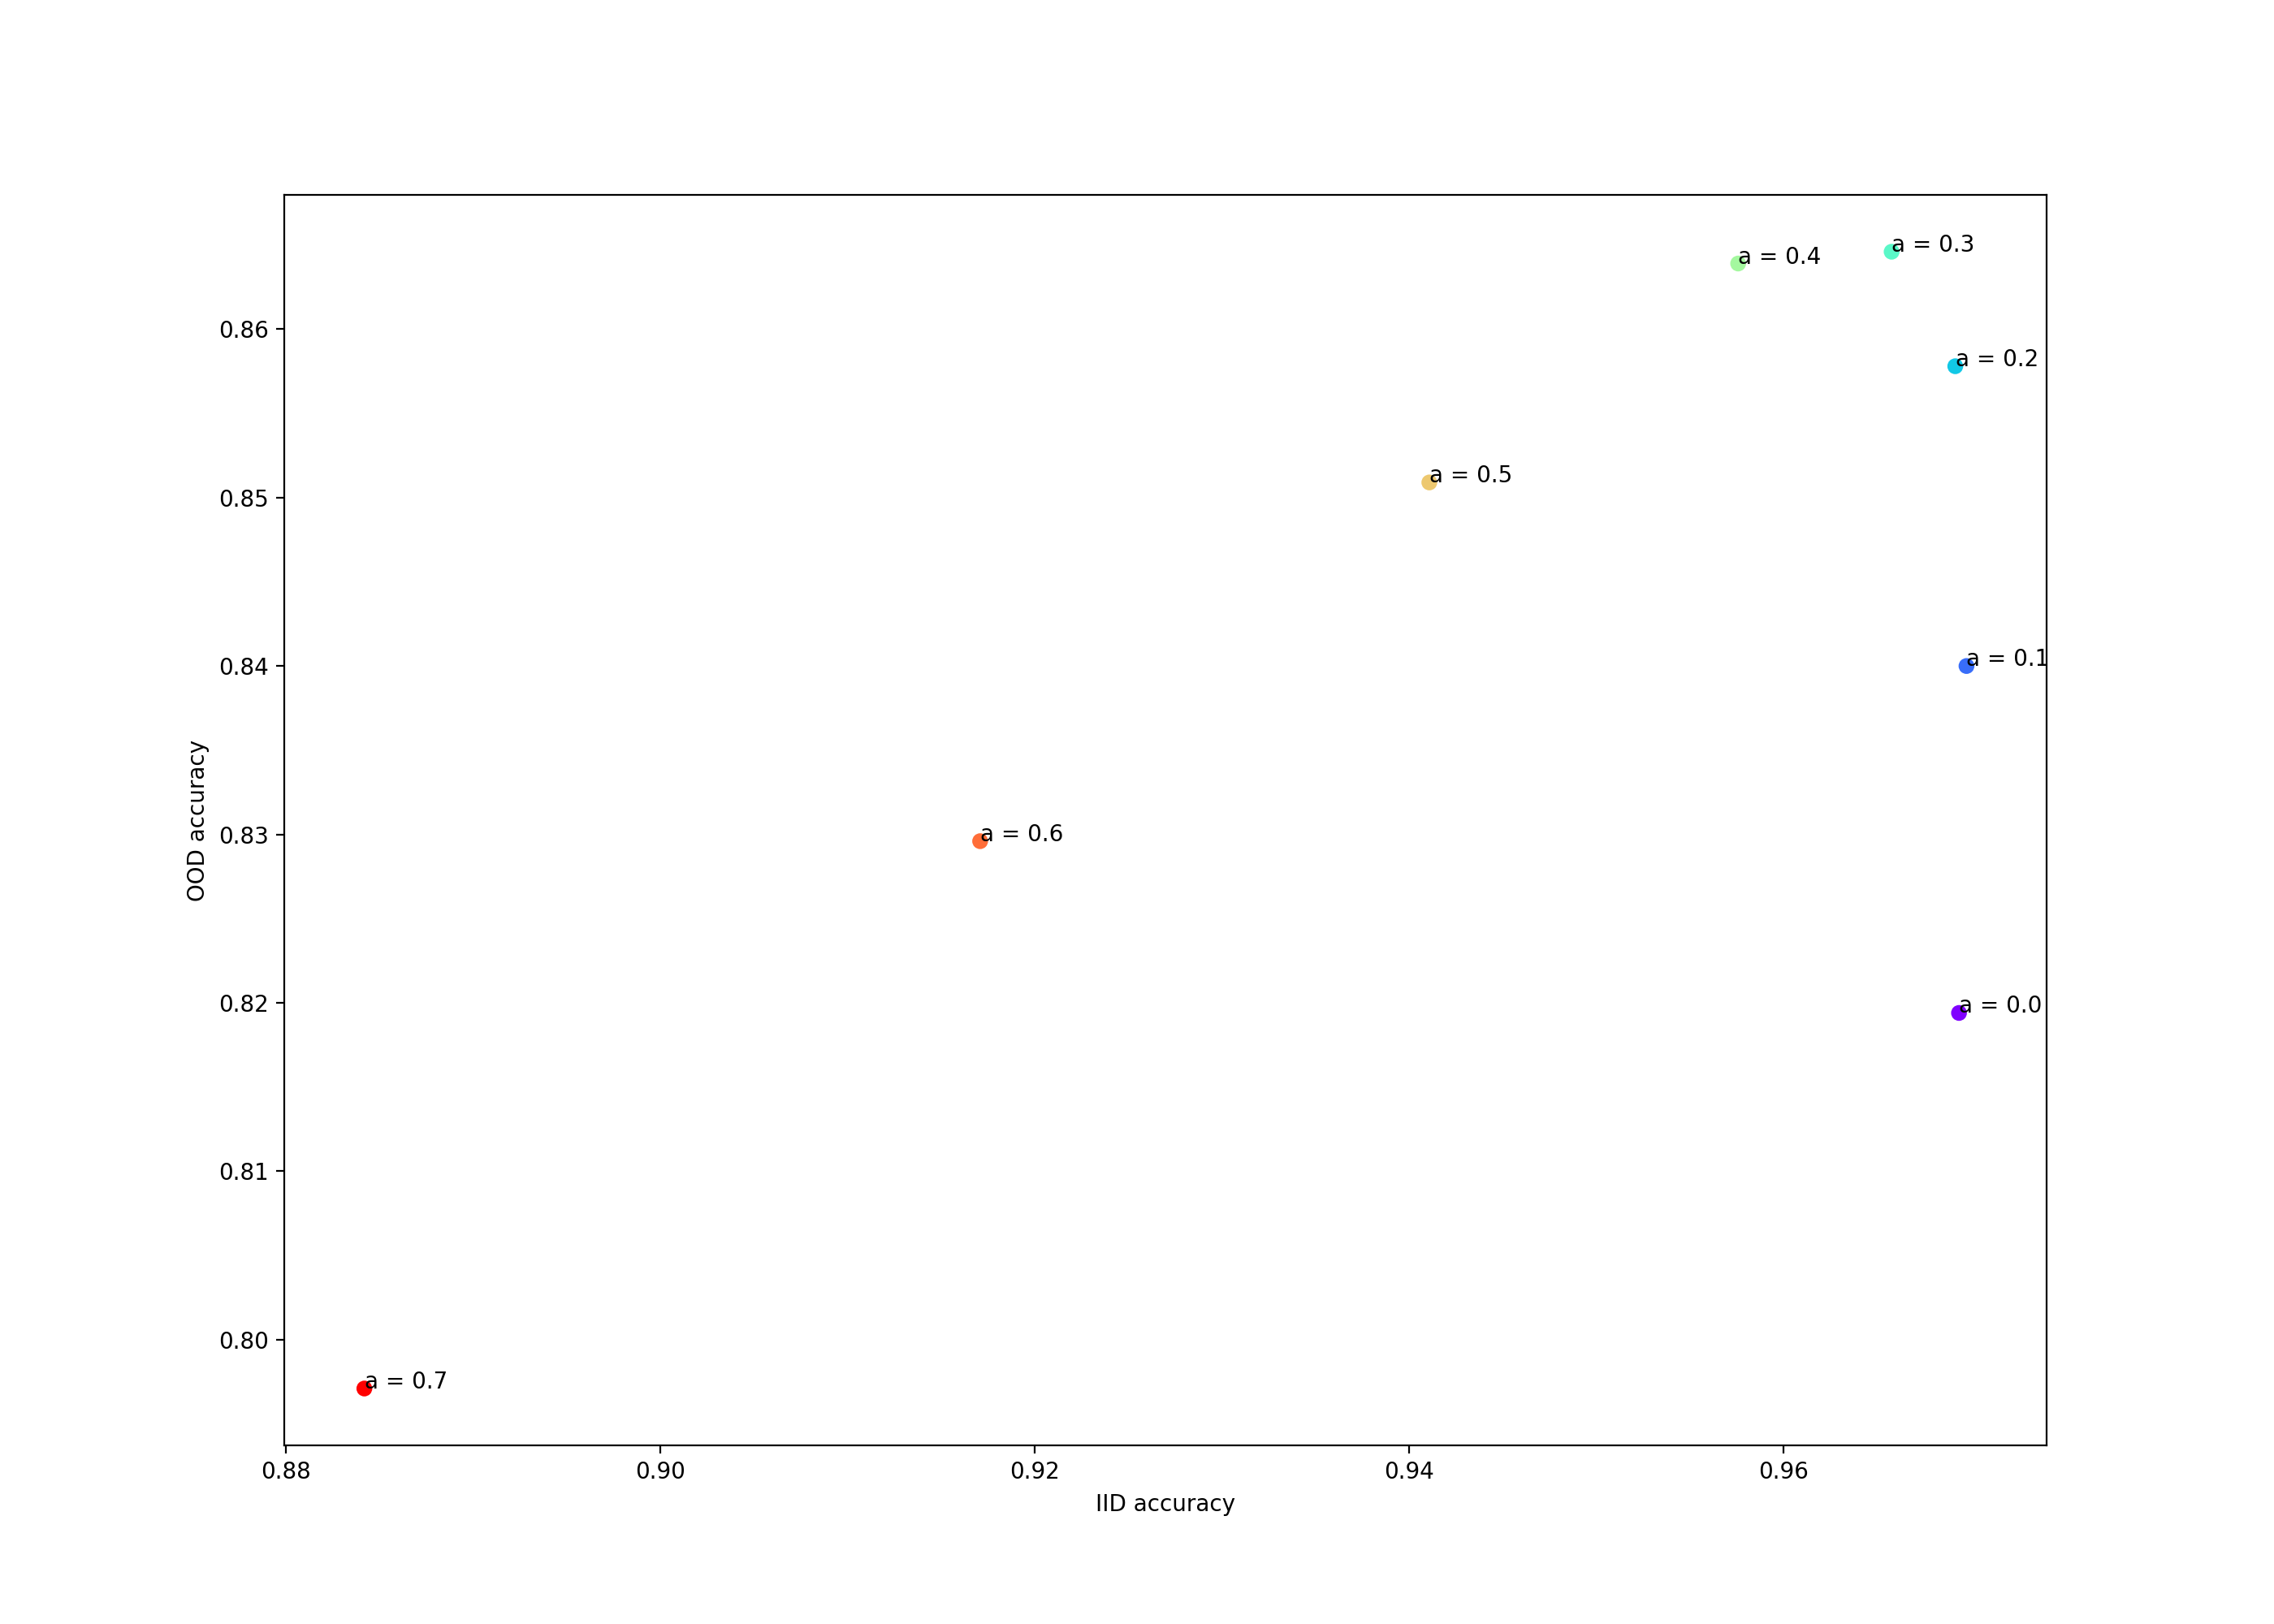 a = 0.3
a = 0.4
0.86
a = 0.2
a = 0.5
0.85
a = 0.1
0.84
OOD accuracy
0.83
a = 0.6
0.82
a = 0.0
0.81
0.80
a = 0.7
0.88 0.90 0.92 0.94 0.96
IID accuracy